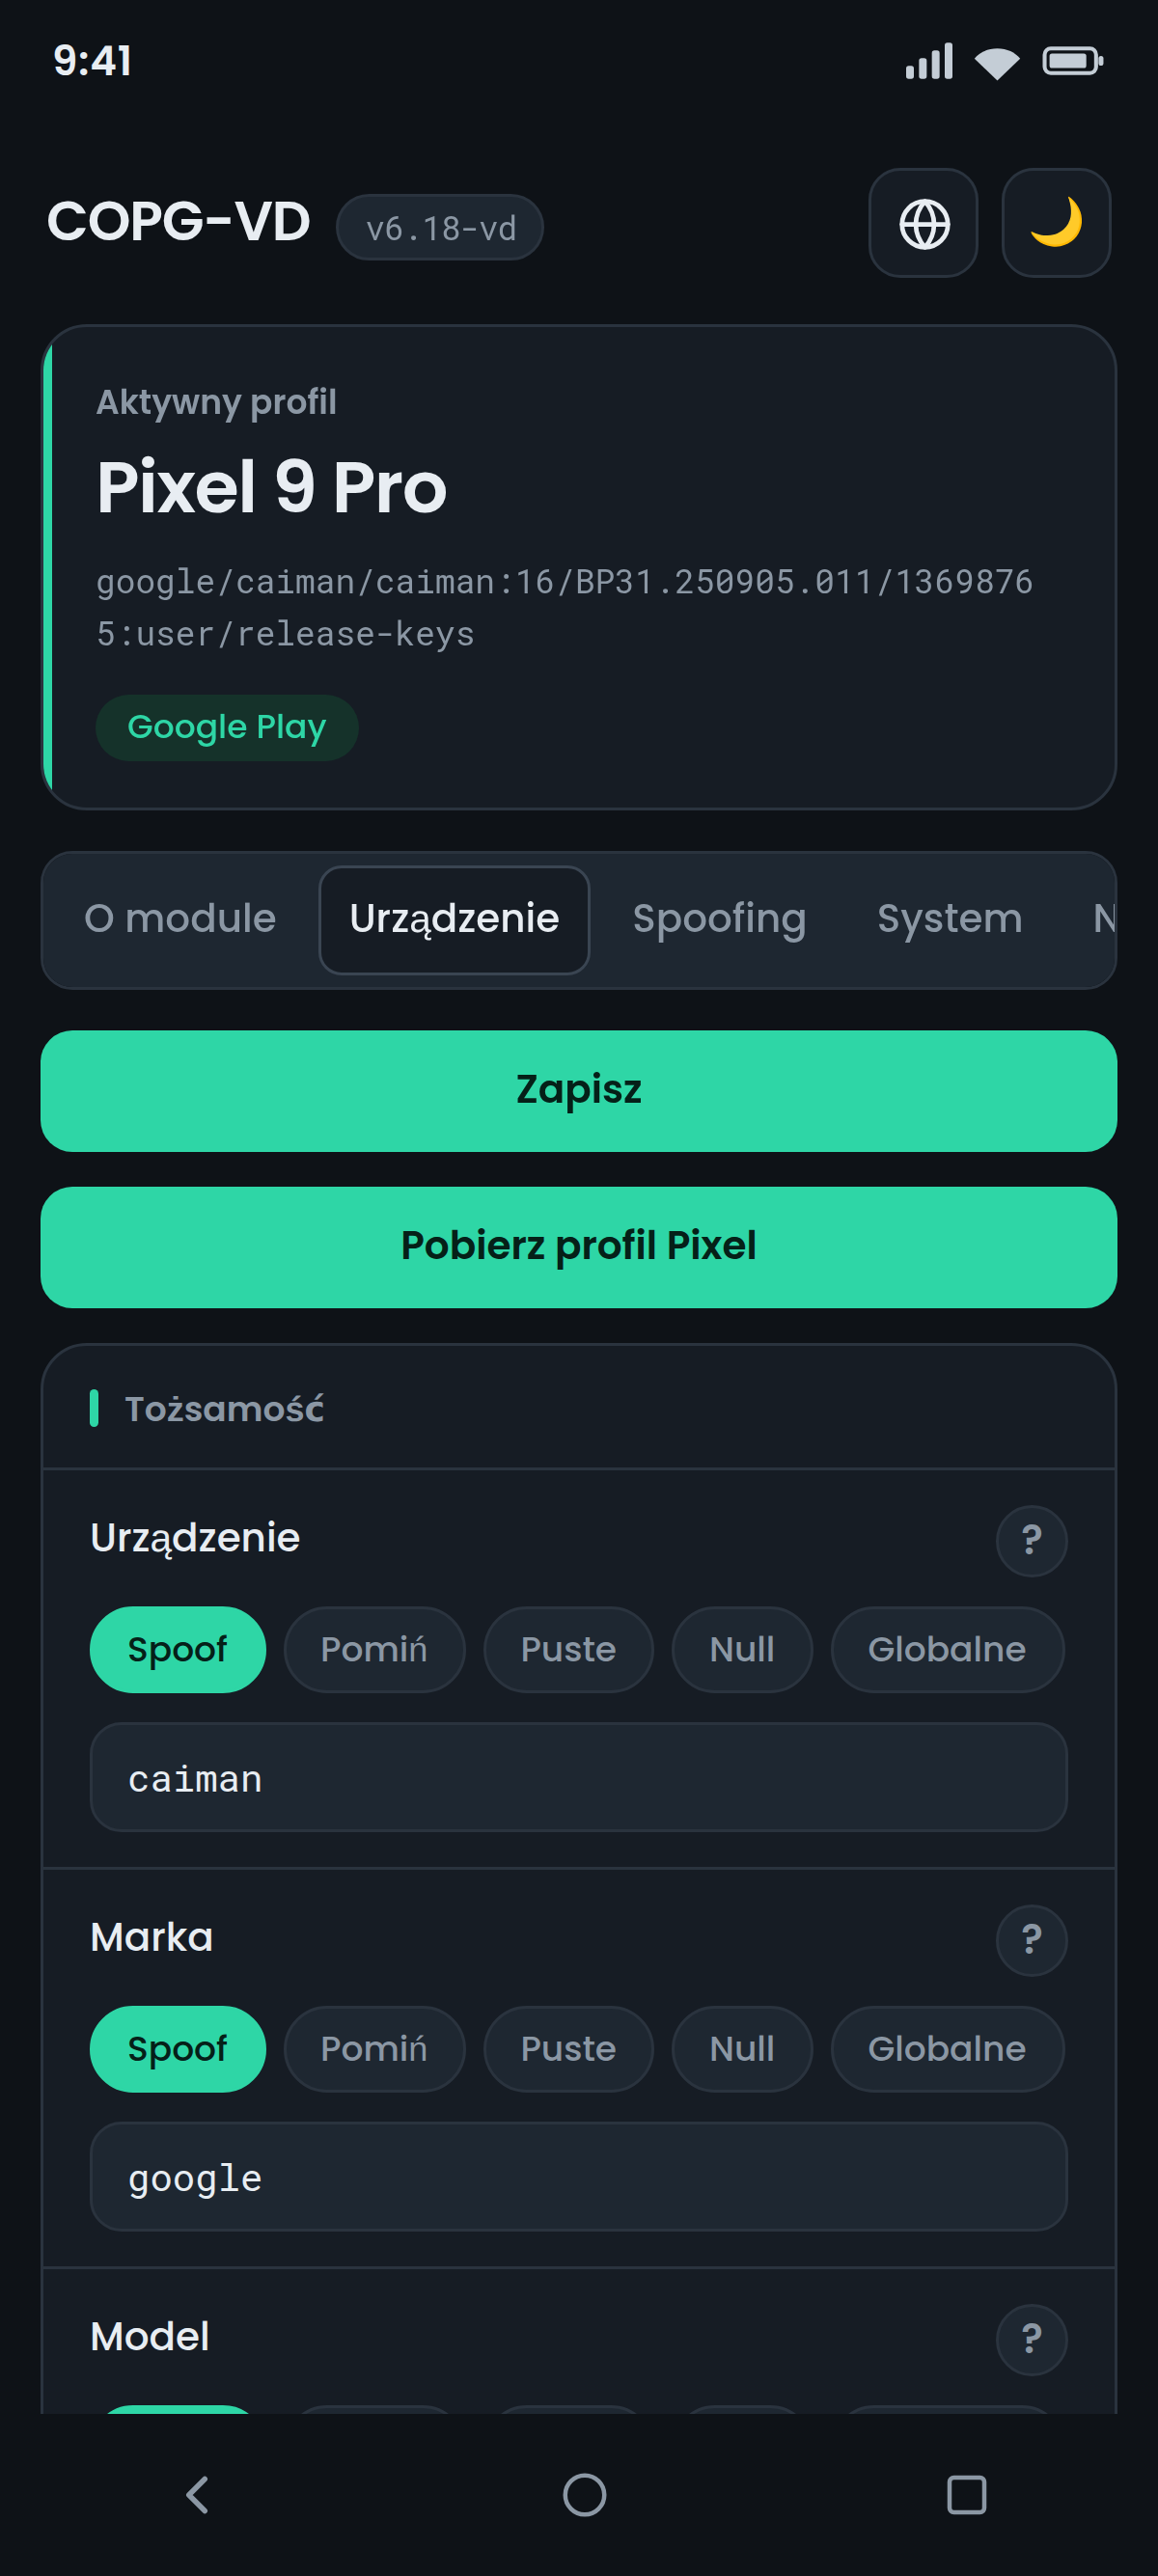 9:41
COPG-VD v6.18-vd
Aktywny profil
Pixel 9 Pro
google/caiman/caiman:16/BP31.250905.011/1369876
5:user/release-keys
Google Play
O module Urządzenie Spoofing System N
Zapisz
Pobierz profil Pixel
Tożsamość
Urządzenie ?
Spoof Pomiń Puste Null Globalne
caiman
Marka ?
Spoof Pomiń Puste Null Globalne
google
Model ?